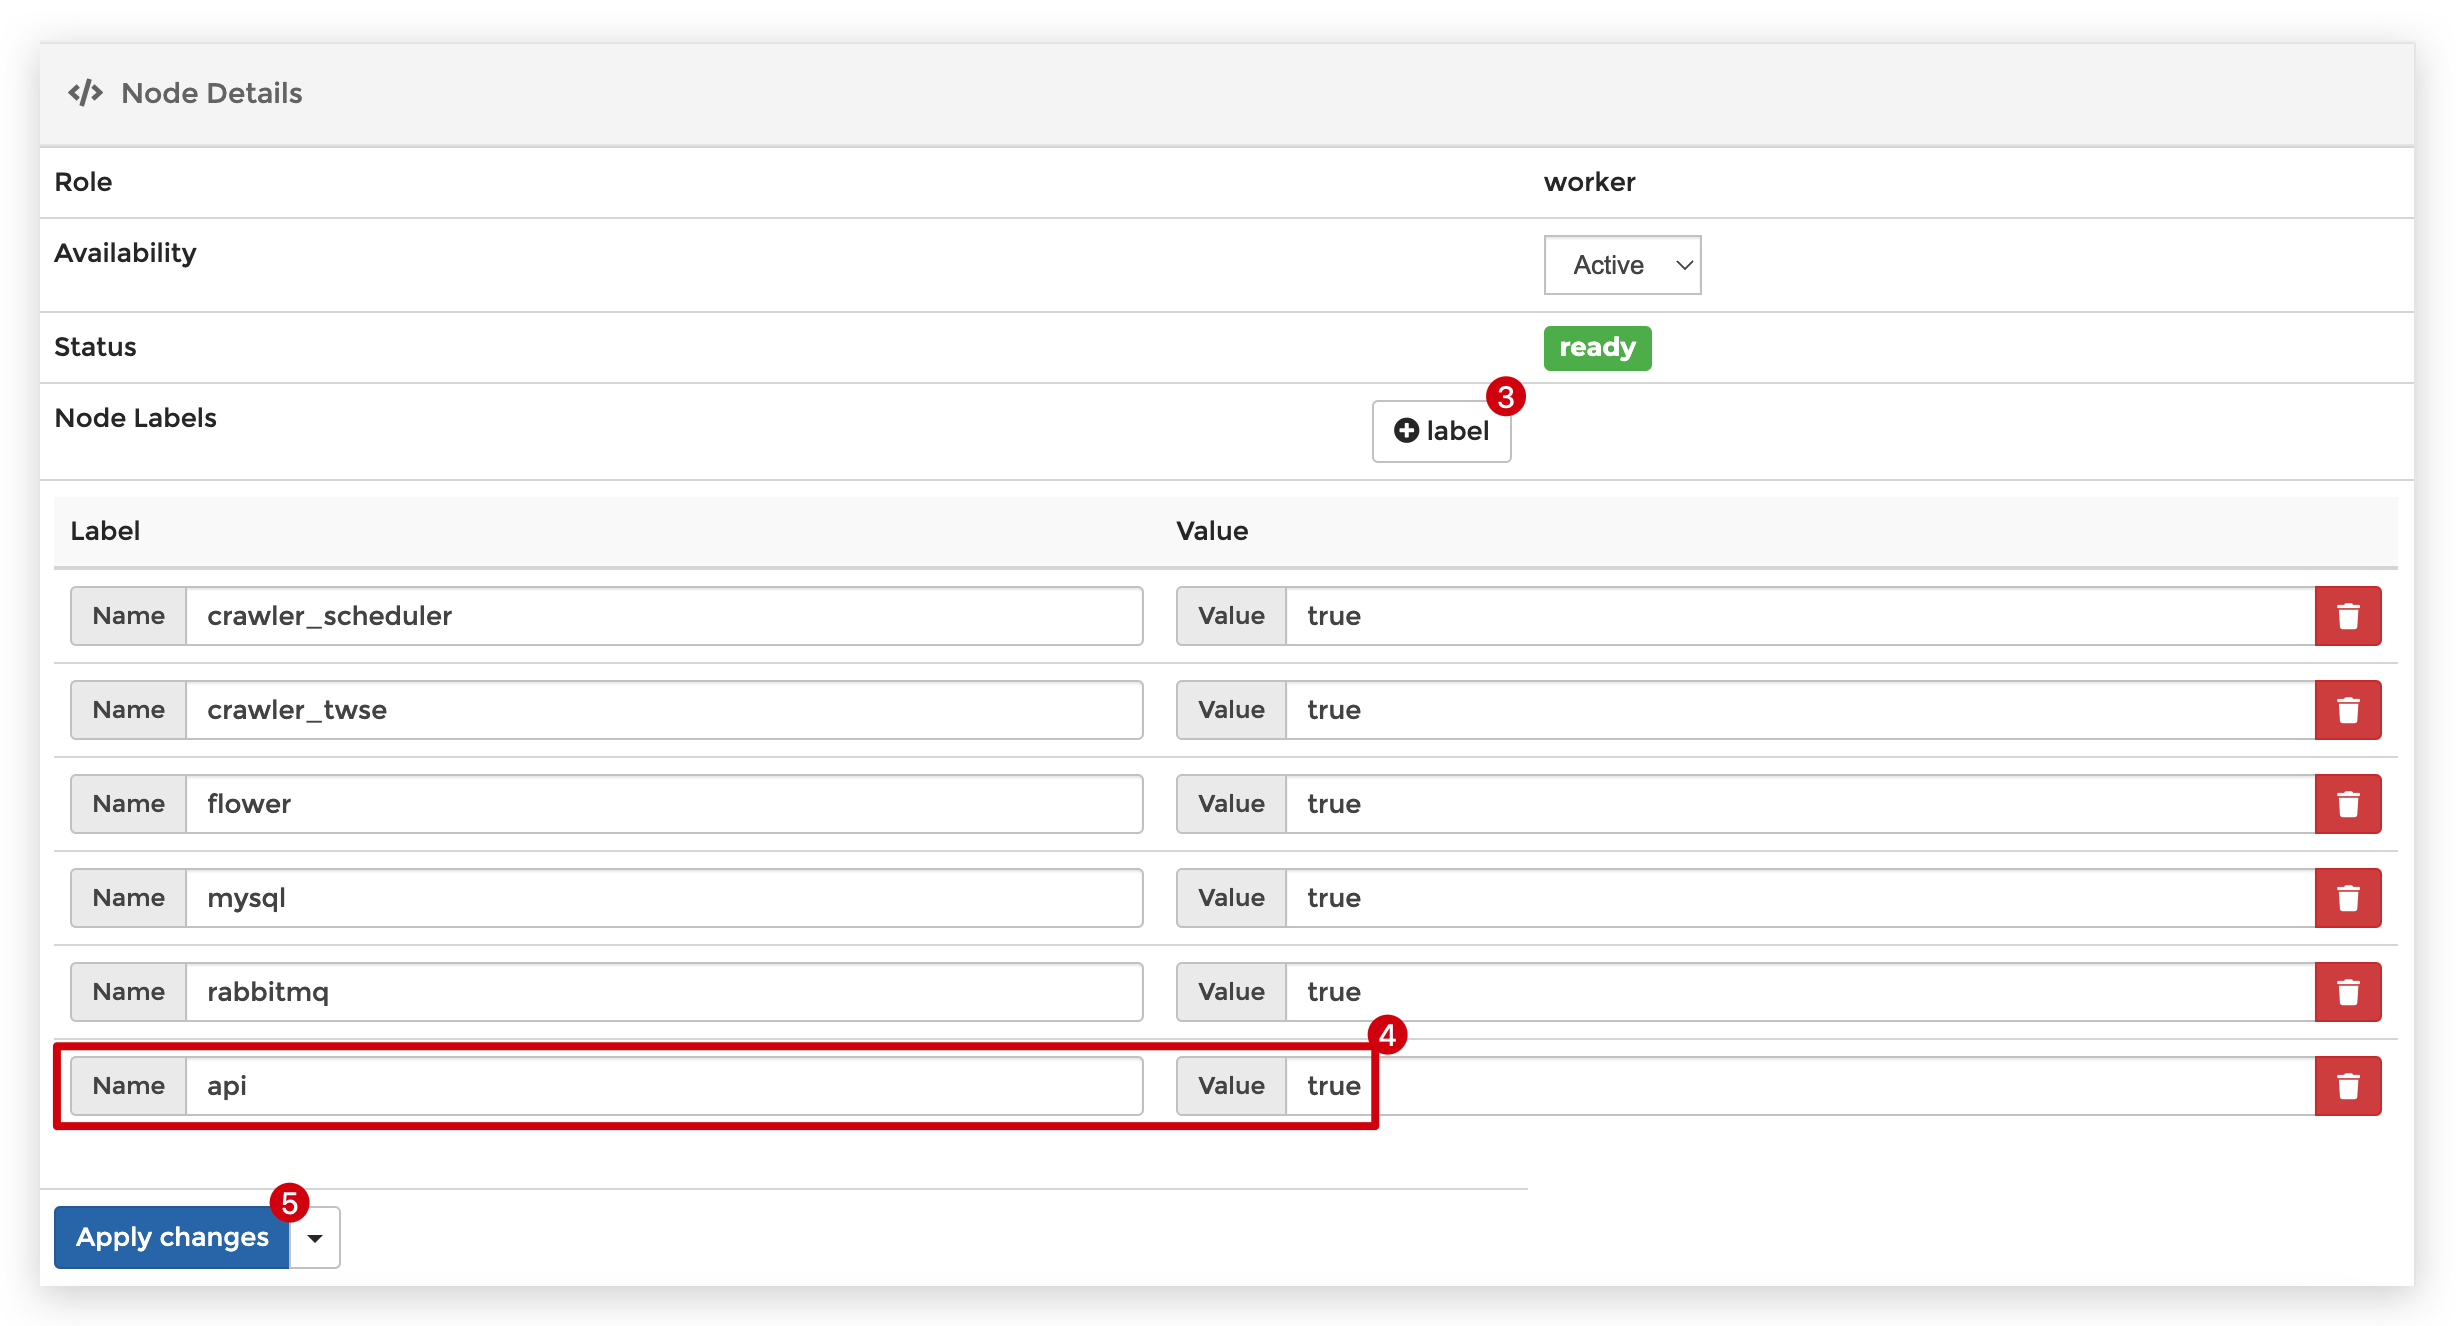 </> Node Details
Role worker
Availability Active
Status ready
Node Labels label 3
Label Value
Name crawler_scheduler Value true
Name crawler_twse Value true
Name flower Value true
Name mysql Value true
Name rabbitmq Value true
4
Name api Value true
5
Apply changes